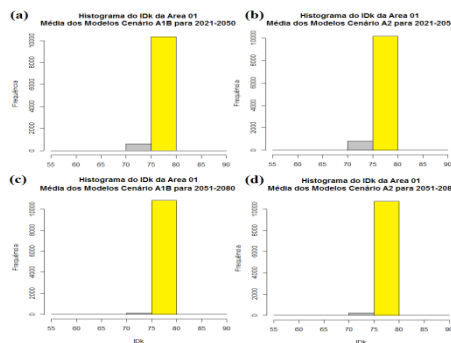 (a)
Histograma do IDk da Area 01
Média dos Modelos Cenário A1B para 2021-2050
Frequência
0 2000 4000 6000 8000 10000
55 60 65 70 75 80 85 90
(b)
Histograma do IDk da Area 01
Média dos Modelos Cenário A2 para 2021-205
Frequência
0 2000 4000 6000 8000 10000
55 60 65 70 75 80 85 90
(c)
Histograma do IDk da Area 01
Média dos Modelos Cenário A1B para 2051-2080
Frequência
0 2000 4000 6000 8000 10000
55 60 65 70 75 80 85 90
IDk
(d)
Histograma do IDk da Area 01
Média dos Modelos Cenário A2 para 2051-208
Frequência
0 2000 4000 6000 8000 10000
55 60 65 70 75 80 85 90
IDk